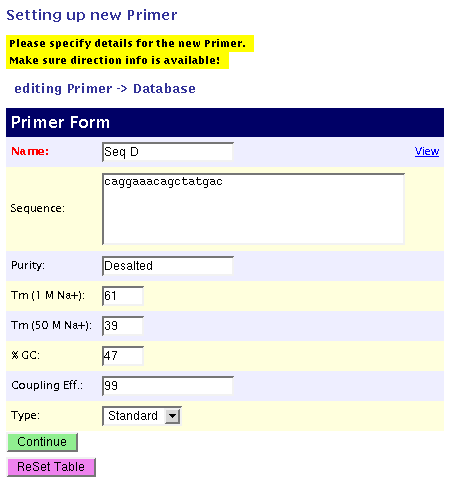 Setting up new Primer
Please specify details for the new Primer.
Make sure direction info is available!
editing Primer -> Database
Primer Form
Name: Seq D View
Sequence: caggaaacagctatgac
Purity: Desalted
Tm (1 M Na+): 61
Tm (50 M Na+): 39
% GC: 47
Coupling Eff.: 99
Type: Standard
Continue
ReSet Table